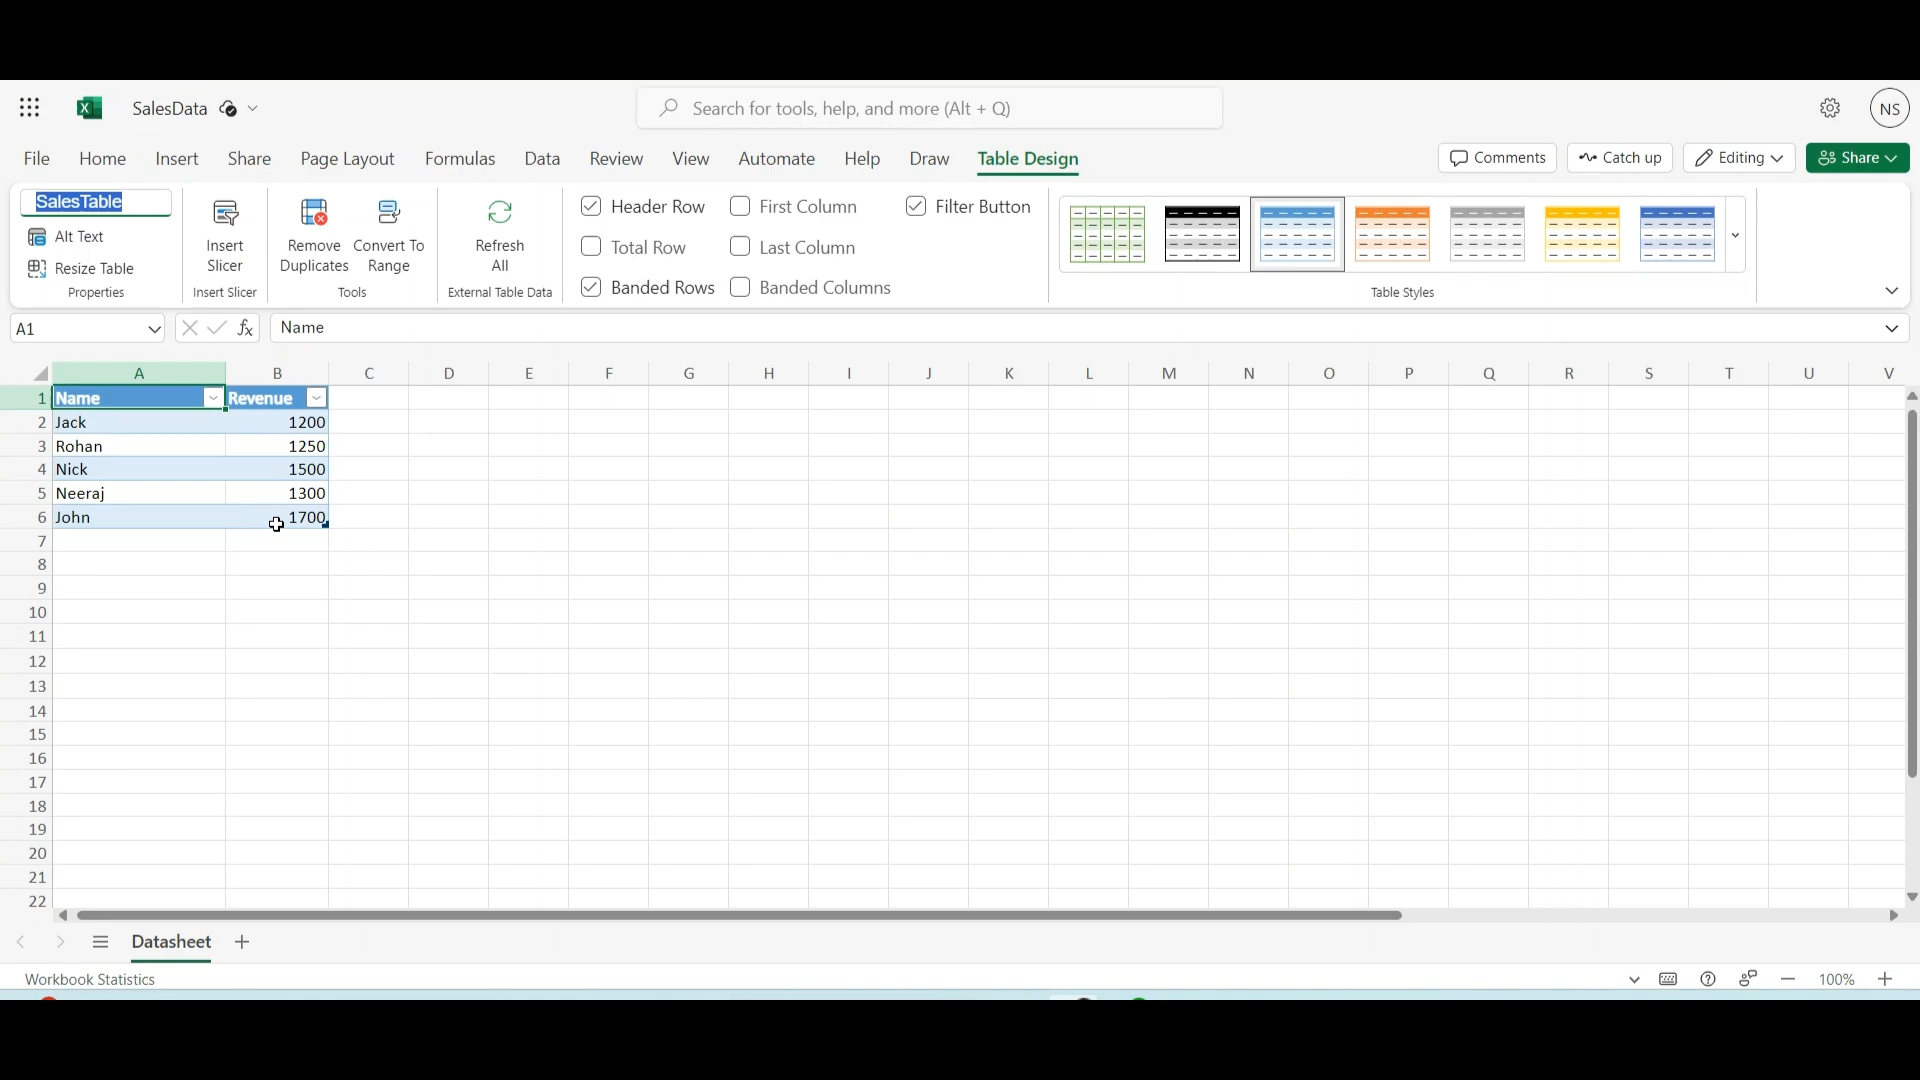 SalesData
Search for tools, help, and more (Alt + Q)
NS
File Home Insert Share Page Layout Formulas Data Review View Automate Help Draw Table Design Comments Catch up Editing Share
SalesTable
Alt Text
Resize Table
Properties
Insert
Slicer
Insert Slicer
Remove
Duplicates
Convert To
Range
Tools
Refresh
All
External Table Data
Header Row First Column Filter Button
Total Row Last Column
Banded Rows Banded Columns
Table Styles
A1 fx Name
A B C D E F G H I J K L M N O P Q R S T U V
1 Name Revenue
2 Jack 1200
3 Rohan 1250
4 Nick 1500
5 Neeraj 1300
6 John 1700
7
8
9
10
11
12
13
14
15
16
17
18
19
20
21
22
Datasheet
Workbook Statistics 100%